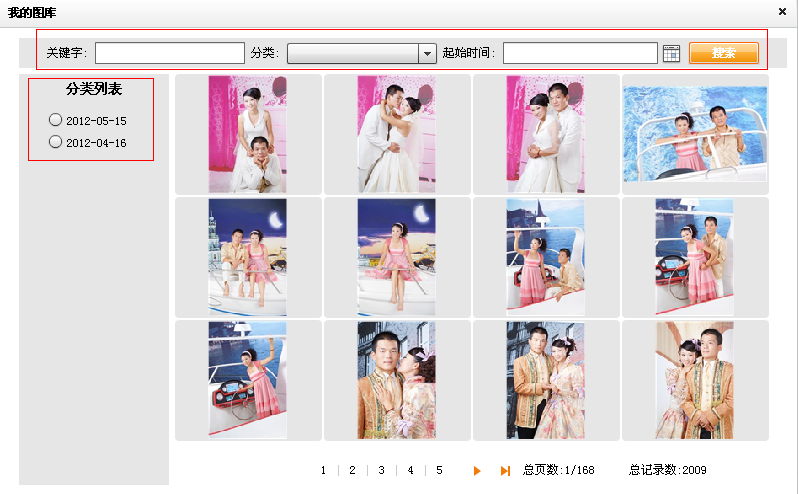 我的图库
关键字: 分类: 起始时间: 搜索
分类列表
2012-05-15
2012-04-16
1 2 3 4 5 总页数:1/168 总记录数:2009